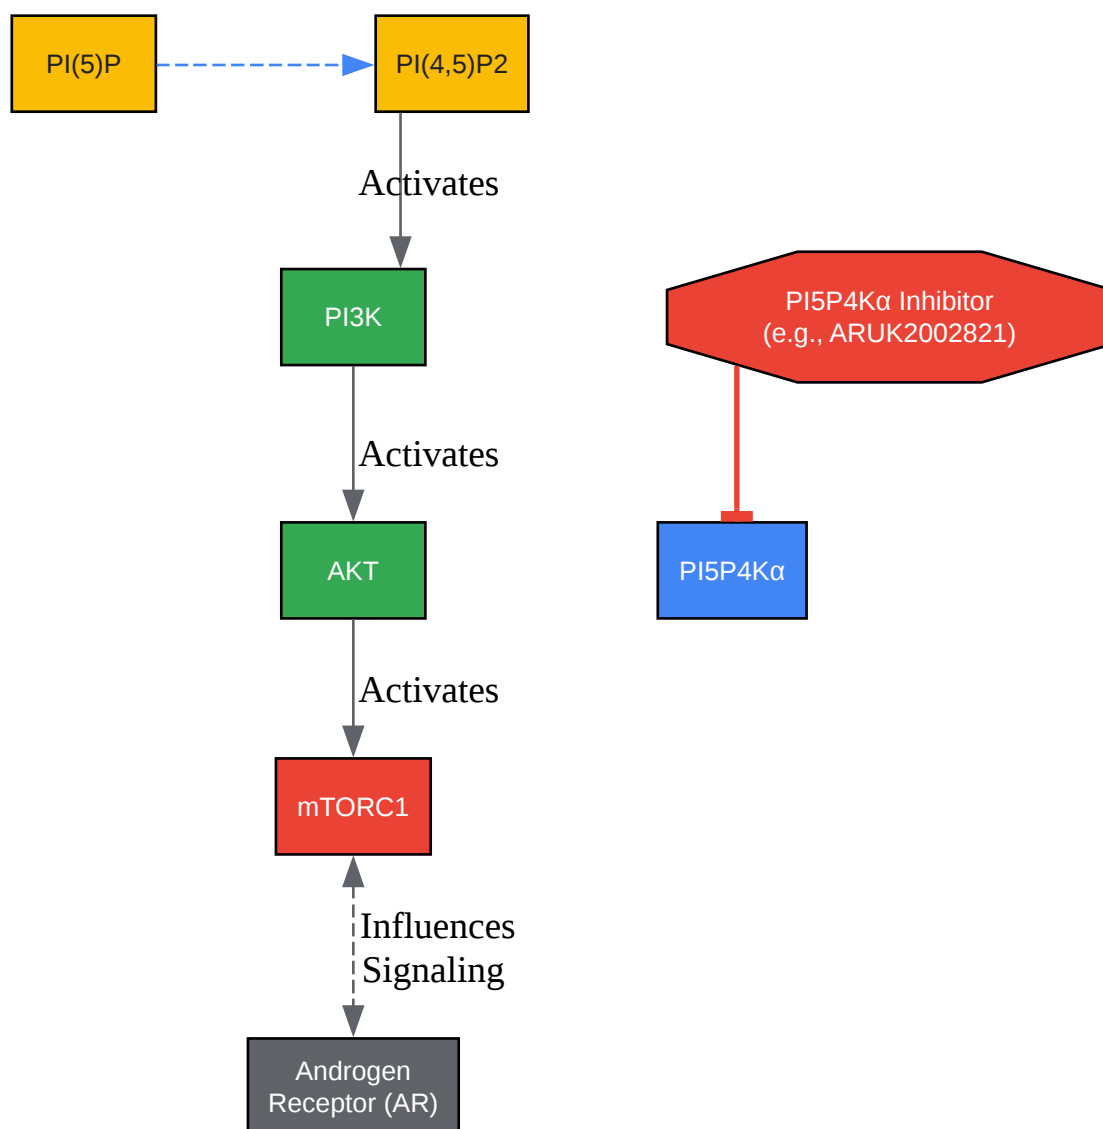 PI(5)P
PI(4,5)P2
Activates
PI3K
PI5P4Kα Inhibitor
(e.g., ARUK2002821)
Activates
AKT
PI5P4Kα
Activates
mTORC1
Influences
Signaling
Androgen
Receptor (AR)